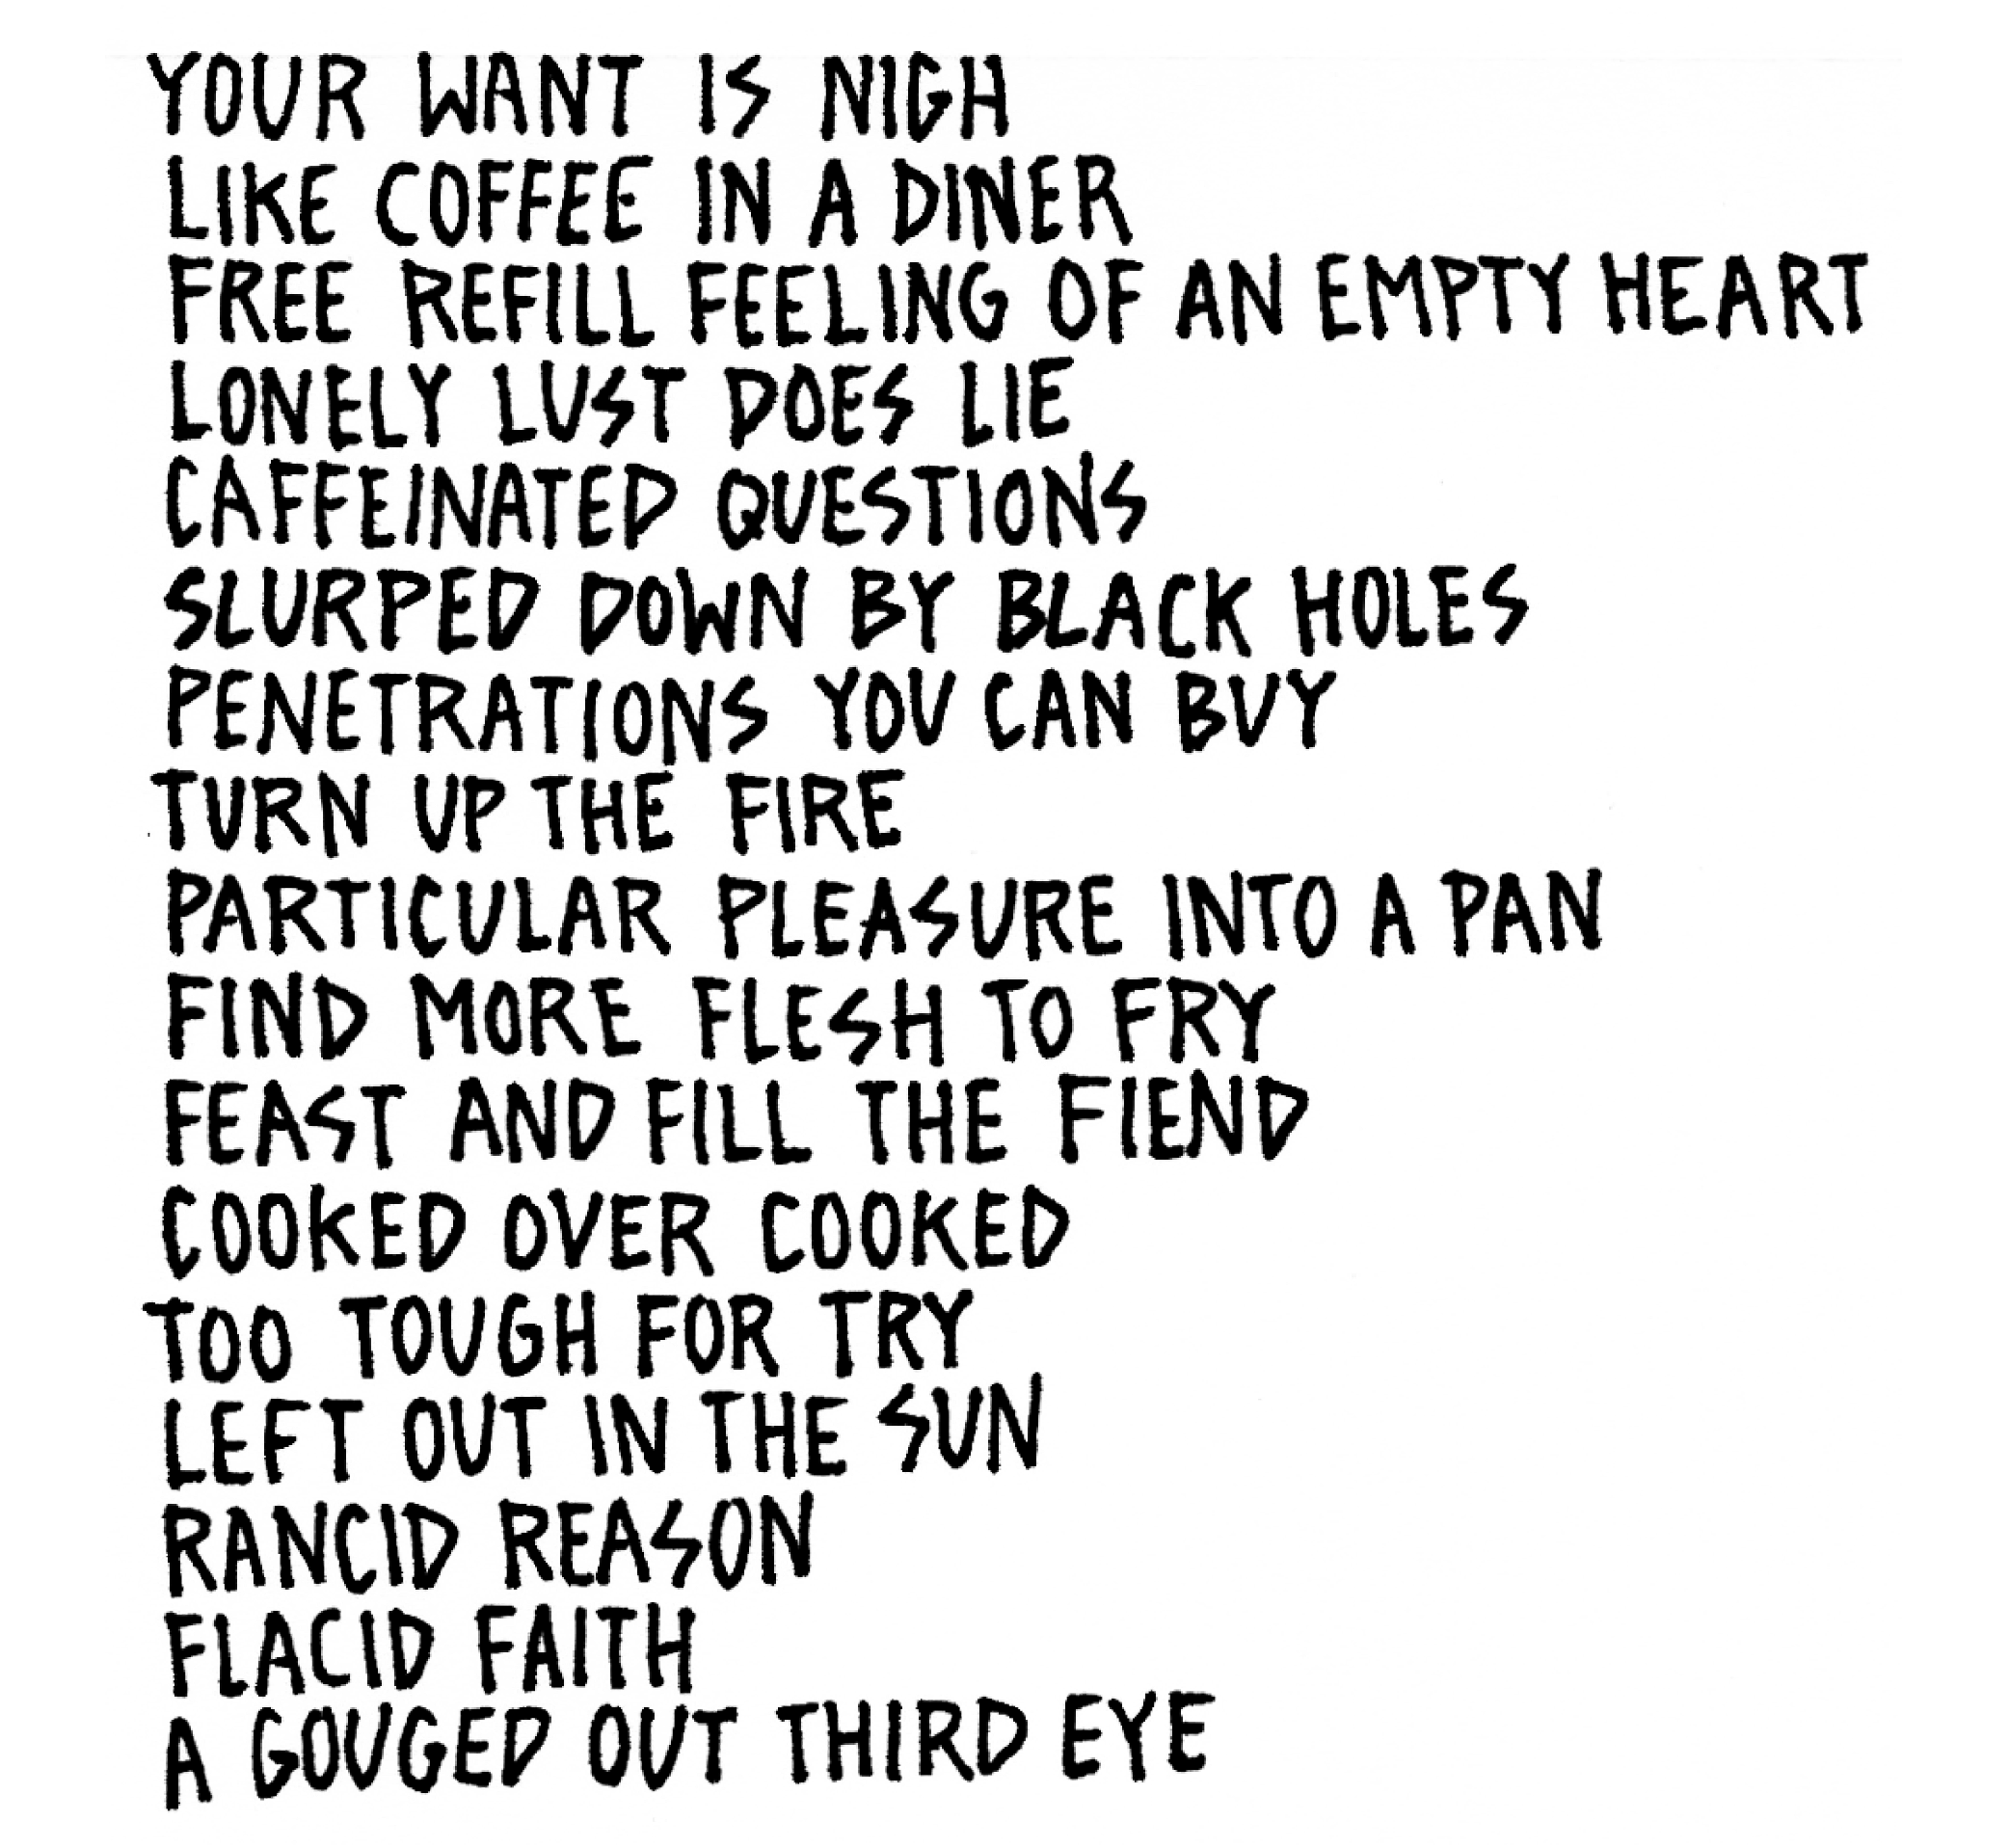 YOUR WANT IS NIGH
LIKE COFFEE IN A DINER
FREE REFILL FEELING OF AN EMPTY HEART
LONELY LUST DOES LIE
CAFFEINATED QUESTIONS
SLURPED DOWN BY BLACK HOLES
PENETRATIONS YOU CAN BUY
TURN UP THE FIRE
PARTICULAR PLEASURE INTO A PAN
FIND MORE FLESH TO FRY
FEAST AND FILL THE FIEND
COOKED OVER COOKED
TOO TOUGH FOR TRY
LEFT OUT IN THE SUN
RANCID REASON
FLACID FAITH
A GOUGED OUT THIRD EYE